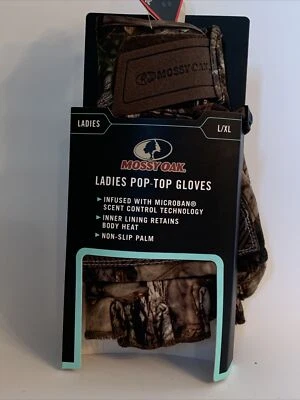 MOSSY OAK
LADIES L/XL
MOSSY OAK.
LADIES POP-TOP GLOVES
▸ INFUSED WITH MICROBAN®
SCENT CONTROL TECHNOLOGY
▸ INNER LINING RETAINS
BODY HEAT
▸ NON-SLIP PALM